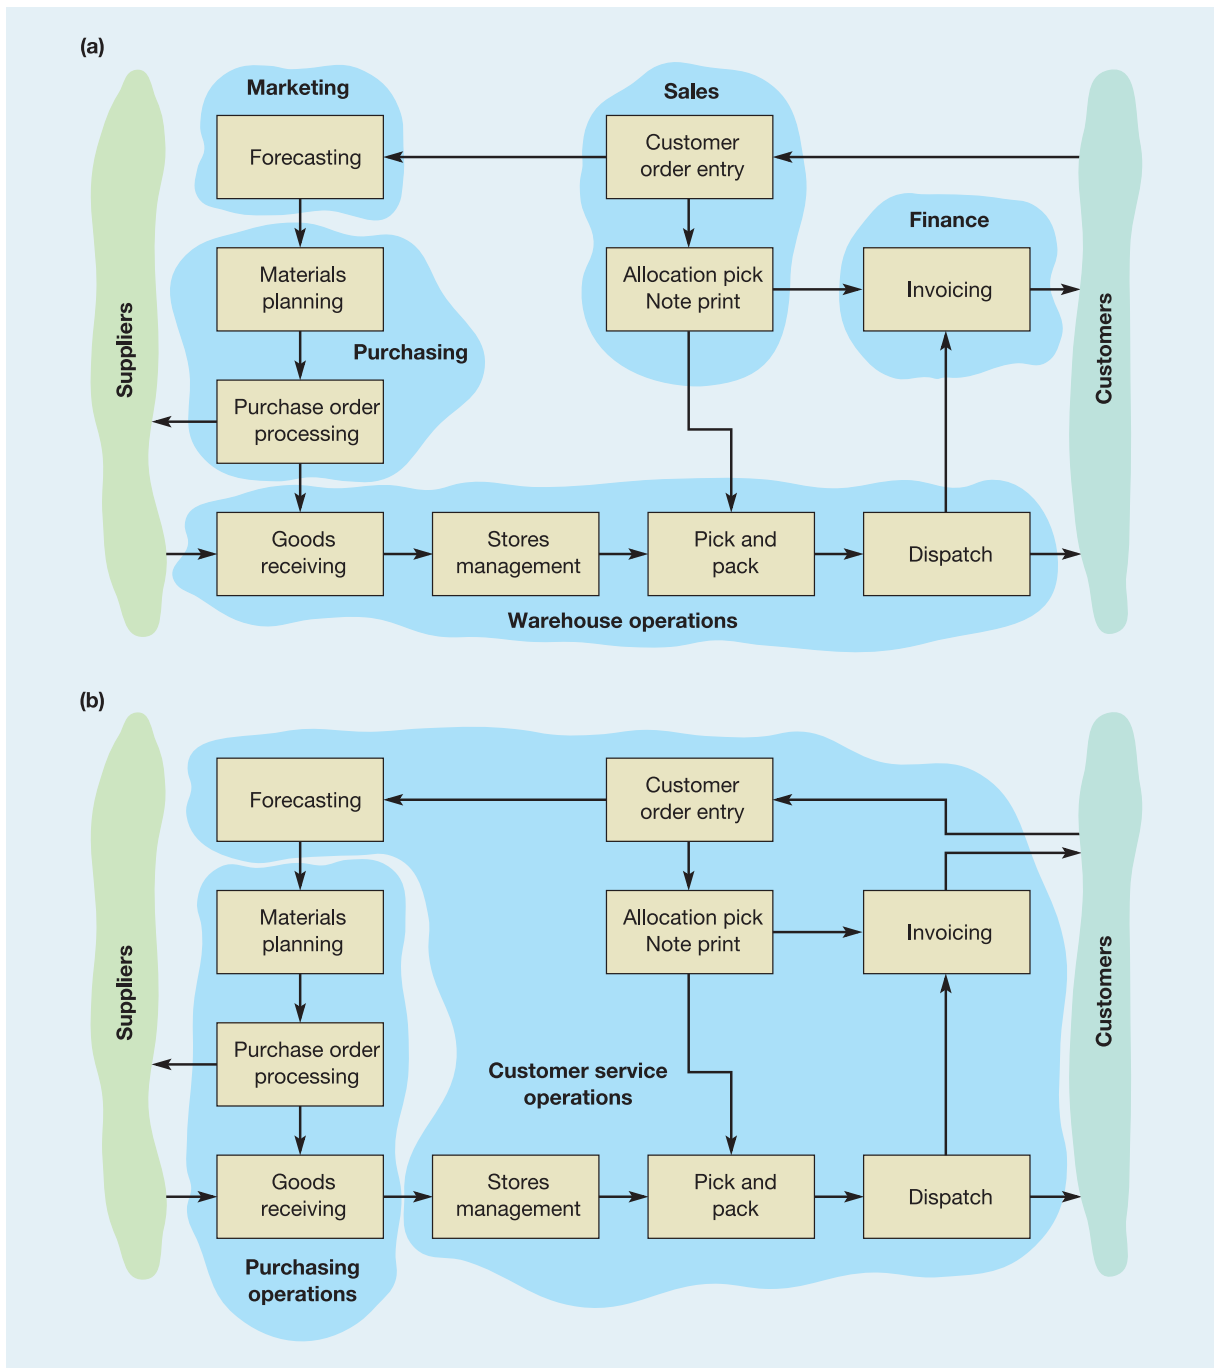 (a)
Marketing
Forecasting
Sales
Customer
order entry
Finance
Materials
planning
Allocation pick
Note print
Invoicing
Suppliers
Customers
Purchasing
Purchase order
processing
Goods
receiving
Stores
management
Pick and
pack
Dispatch
Warehouse operations
(b)
Forecasting
Customer
order entry
Materials
planning
Allocation pick
Note print
Invoicing
Suppliers
Customers
Purchase order
processing
Customer service
operations
Goods
receiving
Stores
management
Pick and
pack
Dispatch
Purchasing
operations